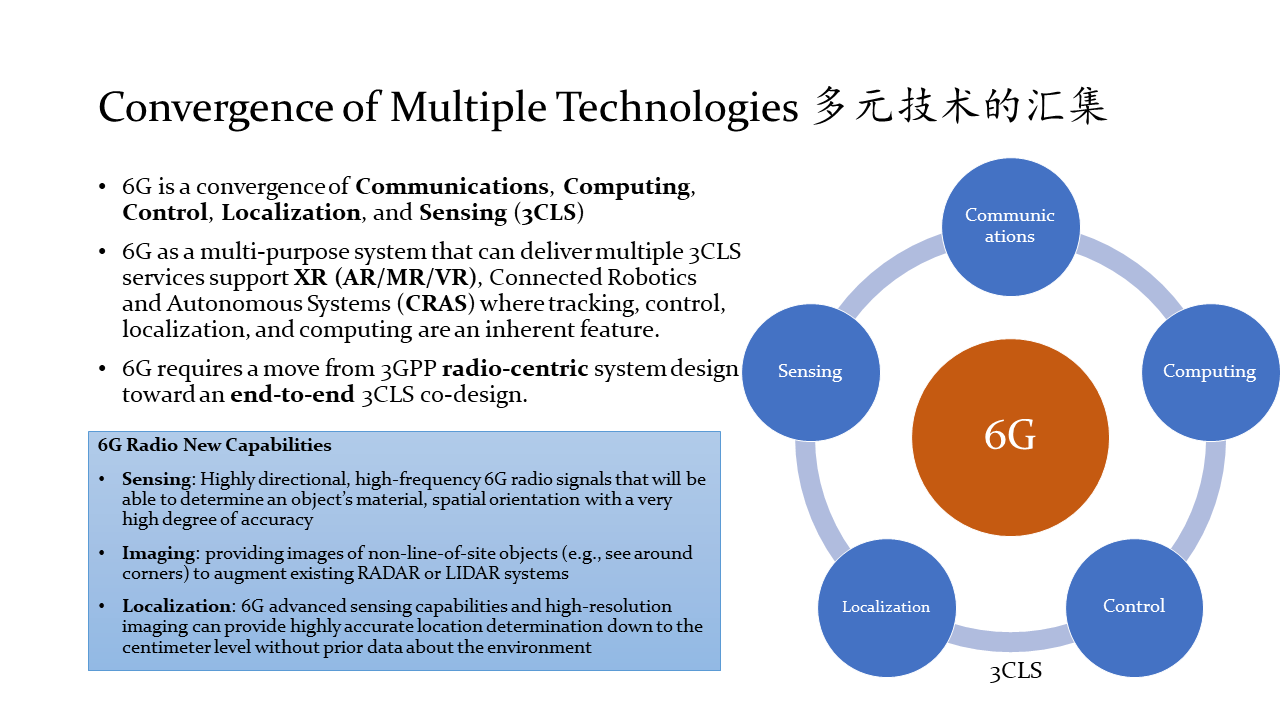 Convergence of Multiple Technologies 多元技术的汇集
• 6G is a convergence of Communications, Computing,
Control, Localization, and Sensing (3CLS)
• 6G as a multi-purpose system that can deliver multiple 3CLS
services support XR (AR/MR/VR), Connected Robotics
and Autonomous Systems (CRAS) where tracking, control,
localization, and computing are an inherent feature.
• 6G requires a move from 3GPP radio-centric system design
toward an end-to-end 3CLS co-design.
6G Radio New Capabilities
• Sensing: Highly directional, high-frequency 6G radio signals that will be
able to determine an object’s material, spatial orientation with a very
high degree of accuracy
• Imaging: providing images of non-line-of-site objects (e.g., see around
corners) to augment existing RADAR or LIDAR systems
• Localization: 6G advanced sensing capabilities and high-resolution
imaging can provide highly accurate location determination down to the
centimeter level without prior data about the environment
Communic
ations
Sensing
Computing
6G
Localization
Control
3CLS